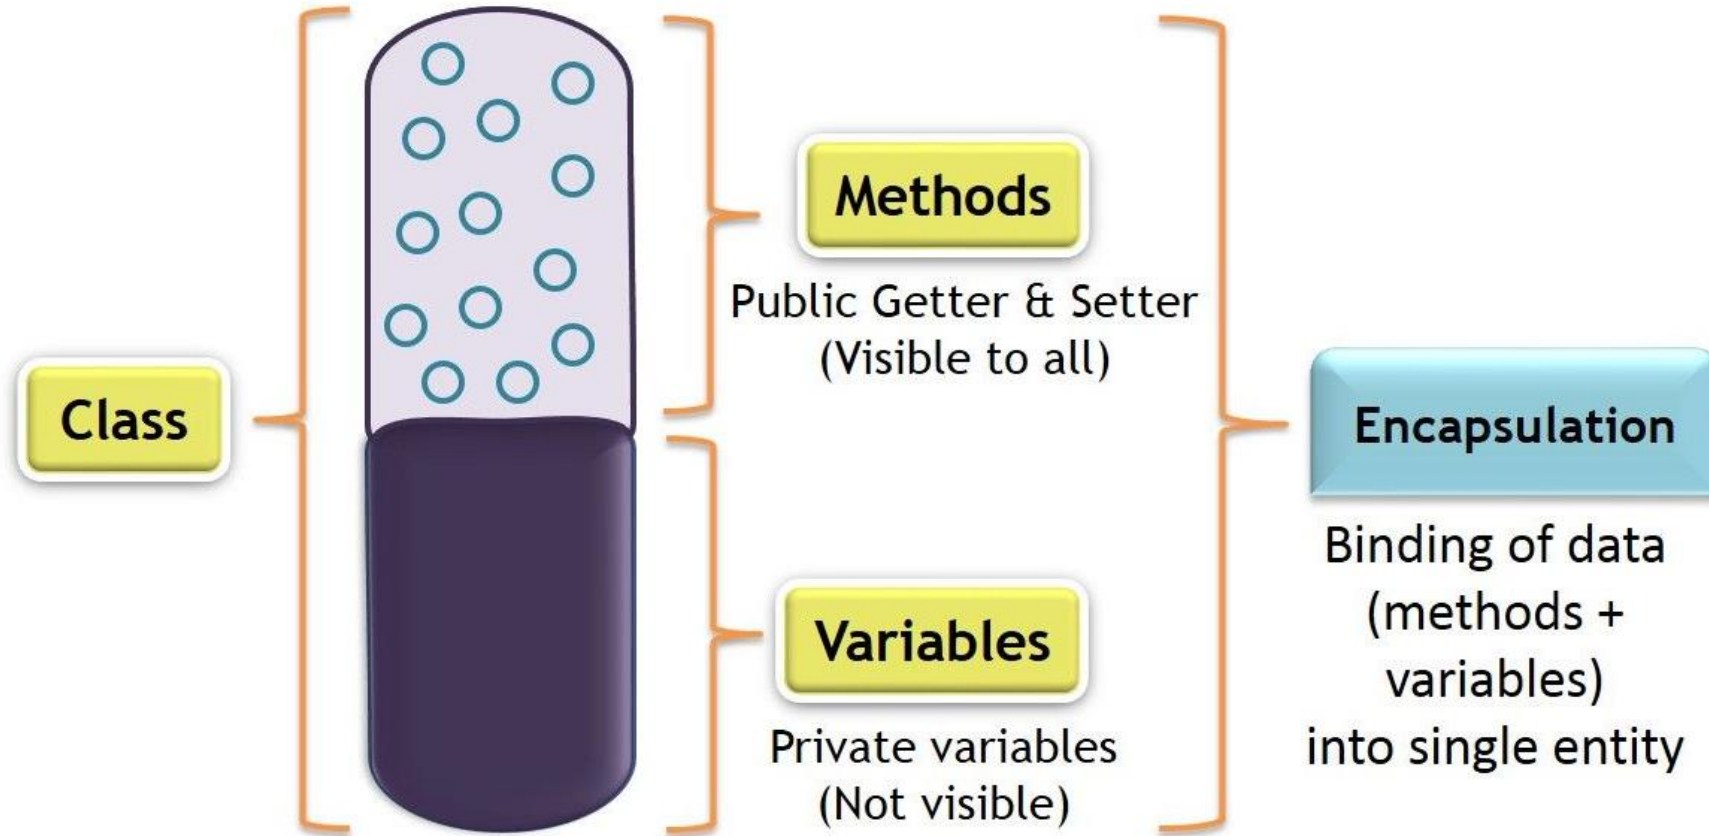 Class
Methods
Public Getter & Setter
(Visible to all)
Variables
Private variables
(Not visible)
Encapsulation
Binding of data
(methods +
variables)
into single entity